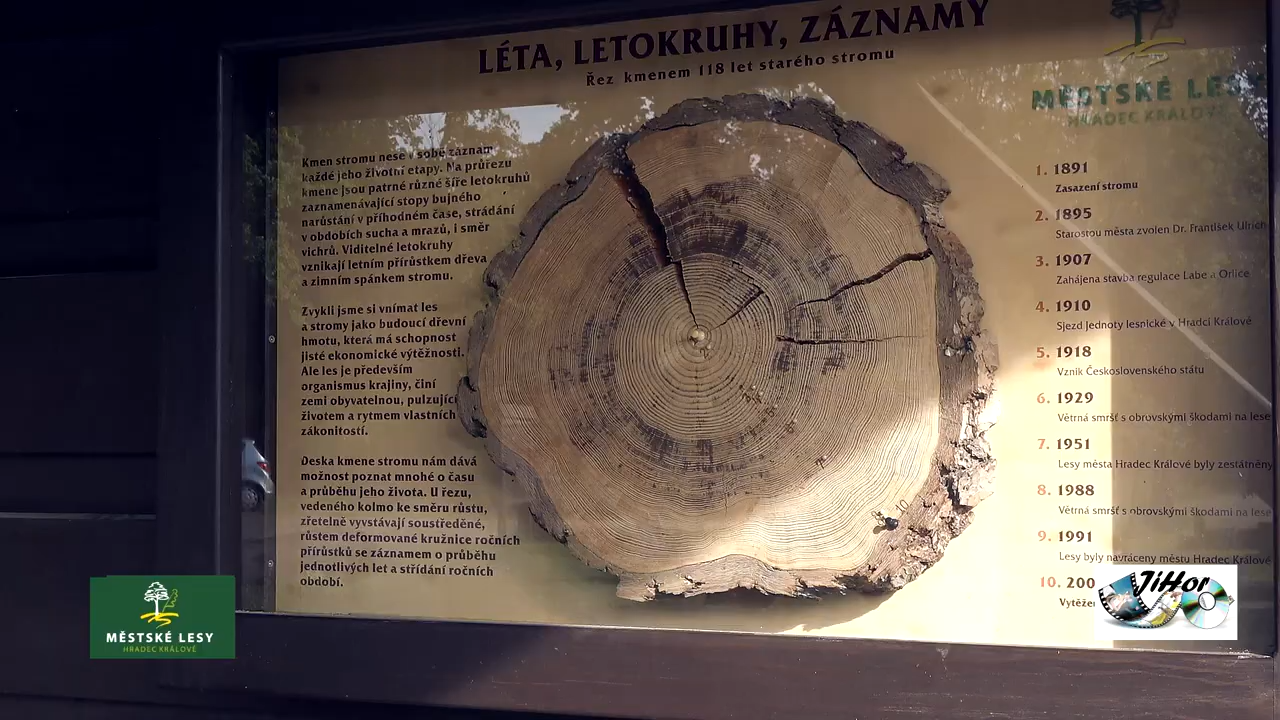 LÉTA, LETOKRUHY, ZÁZNAMY
Řez kmenem 118 let starého stromu
Kmen stromu nese v sobě záznam
každé jeho životní etapy. Na průřezu
kmene jsou patrné různé šíře letokruhů
zaznamenávající stopy bujného
narůstání v příhodném čase, strádání
v obdobích sucha a mrazů, i směr
vichrů. Viditelné letokruhy
vznikají letním přírůstkem dřeva
a zimním spánkem stromu.
Zvykli jsme si vnímat les
a stromy jako budoucí dřevní
hmotu, která má schopnost
jisté ekonomické výtěžnosti.
Ale les je především
organismus krajiny, činí
zemi obyvatelnou, pulzující
životem a rytmem vlastních
zákonitostí.
Deska kmene stromu nám dává
možnost poznat mnohé o času
a průběhu jeho života. U řezu,
vedeného kolmo ke směru růstu,
zřetelně vyvstávají soustředěné,
růstem deformované kružnice ročních
přírůstků se záznamem o průběhu
jednotlivých let a střídání ročních
období.
10
MĚSTSKÉ LES
HRADEC KRÁLOV
1. 1891
Zasazení stromu
2. 1895
Starostou města zvolen Dr. František Ulrich
3. 1907
Zahájena stavba regulace Labe a Orlice
4. 1910
Sjezd Jednoty lesnické v Hradci Králové
5. 1918
Vznik Československého státu
6. 1929
Větrná smršť s obrovskými škodami na lese
7. 1951
Lesy města Hradec Králové byly zestátněny
8. 1988
Větrná smršť s obrovskými škodami na lese
9. 1991
Lesy byly navráceny městu Hradec Králové
10. 200
Vytěže
MĚSTSKÉ LESY
HRADEC KRÁLOVÉ
JiHor